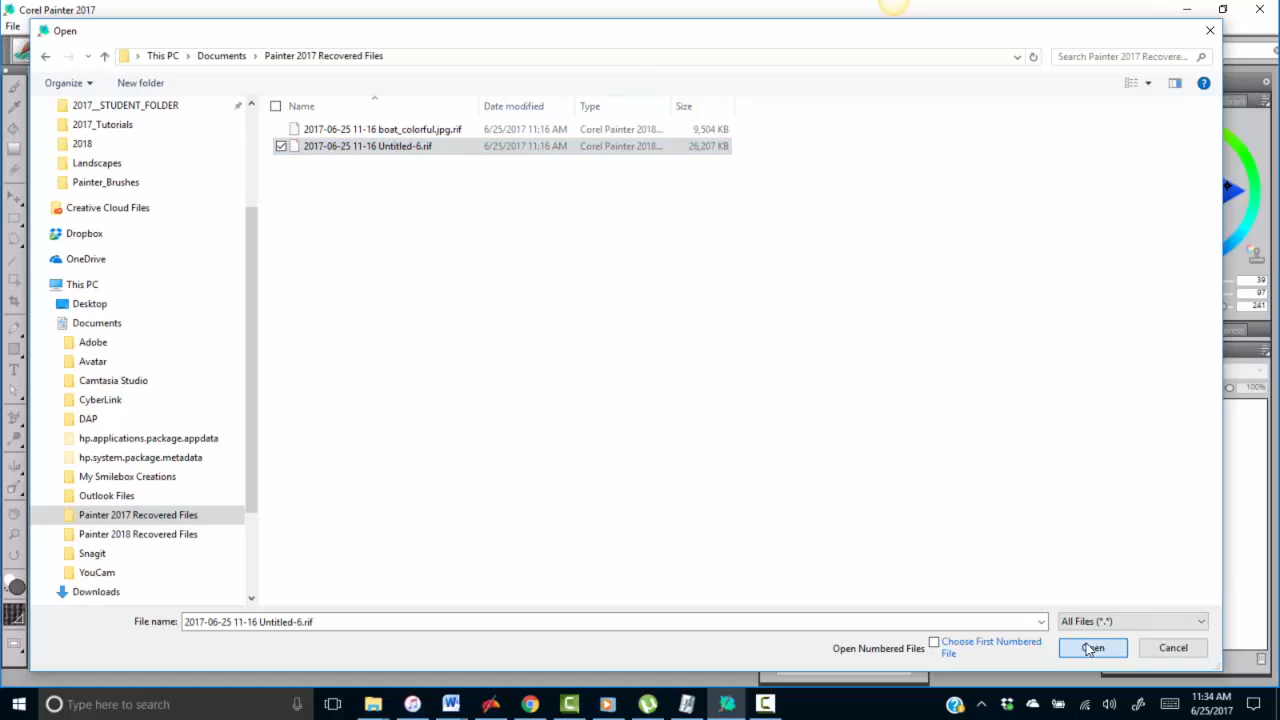 Corel Painter 2017
File
Open
This PC
Documents
Painter 2017 Recovered Files
Search Painter 2017 Recovere...
Organize
New folder
2017__STUDENT_FOLDER
2017_Tutorials
2018
Landscapes
Painter_Brushes
Creative Cloud Files
Dropbox
OneDrive
This PC
Desktop
Documents
Adobe
Avatar
Camtasia Studio
CyberLink
DAP
hp.applications.package.appdata
hp.system.package.metadata
My Smilebox Creations
Outlook Files
Painter 2017 Recovered Files
Painter 2018 Recovered Files
Snagit
YouCam
Downloads
Name Date modified Type Size
2017-06-25 11-16 boat_colorful.jpg.rif 6/25/2017 11:16 AM Corel Painter 2018... 9,504 KB
2017-06-25 11-16 Untitled-6.rif 6/25/2017 11:16 AM Corel Painter 2018... 26,207 KB
39
97
241
100%
File name: 2017-06-25 11-16 Untitled-6.rif All Files (*.*)
Open Numbered Files Choose First Numbered
File
Open Cancel
Type here to search
11:34 AM
6/25/2017